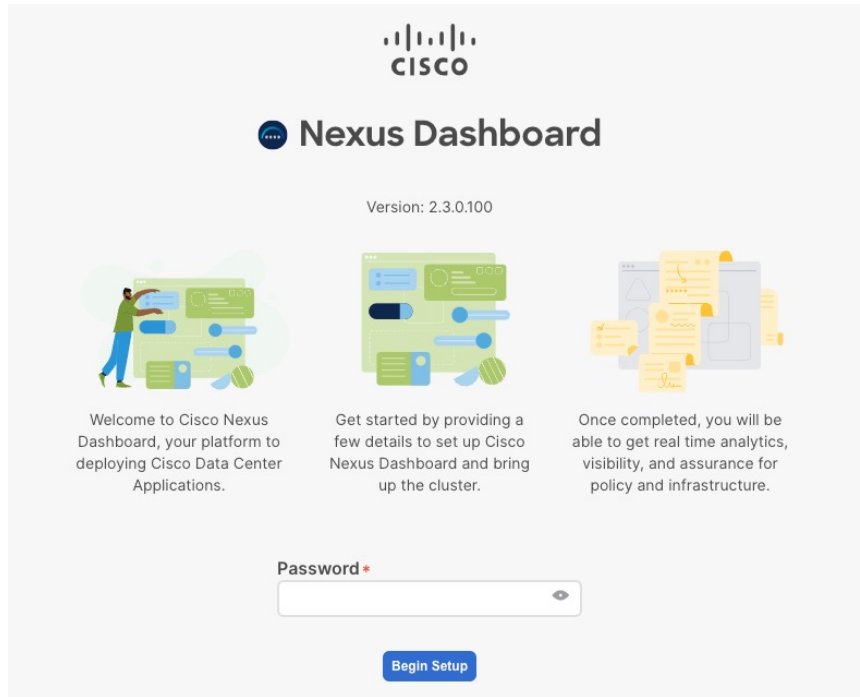 CISCO
Nexus Dashboard
Version: 2.3.0.100
Welcome to Cisco Nexus
Dashboard, your platform to
deploying Cisco Data Center
Applications.
Get started by providing a
few details to set up Cisco
Nexus Dashboard and bring
up the cluster.
Once completed, you will be
able to get real time analytics,
visibility, and assurance for
policy and infrastructure.
Password*
Begin Setup